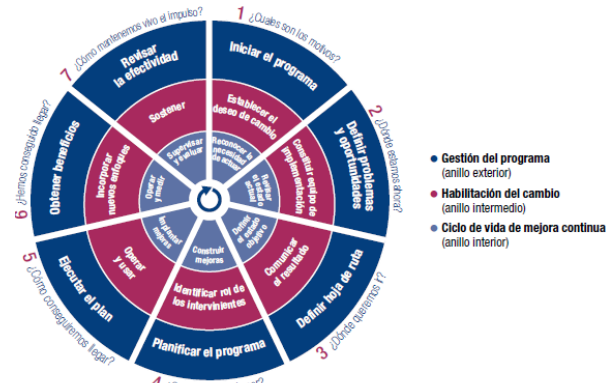 1 ¿Cuáles son los motivos?
Iniciar el programa
Establecer el
deseo de cambio
Reconocer la
necesidad
de actuar
2 ¿Dónde estamos ahora?
Definir problemas
y oportunidades
Constituir equipo de
implementación
Revisar
el estado
actual
3 ¿Dónde queremos ir?
Definir hoja de ruta
Comunicar
el resultado
Definir
el estado
objetivo
4
Planificar el programa
Identificar rol de
los intervinientes
Construir
mejoras
5 ¿Cómo conseguiremos llegar?
Ejecutar el plan
Operar
y usar
Implantar
mejoras
6 ¿Hemos conseguido llegar?
Obtener beneficios
Incorporar
nuevos enfoques
Operar
y medir
7 ¿Cómo mantenemos vivo el impulso?
Revisar
la efectividad
Sostener
Supervisar
y evaluar
Gestión del programa
(anillo exterior)
Habilitación del cambio
(anillo intermedio)
Ciclo de vida de mejora continua
(anillo interior)